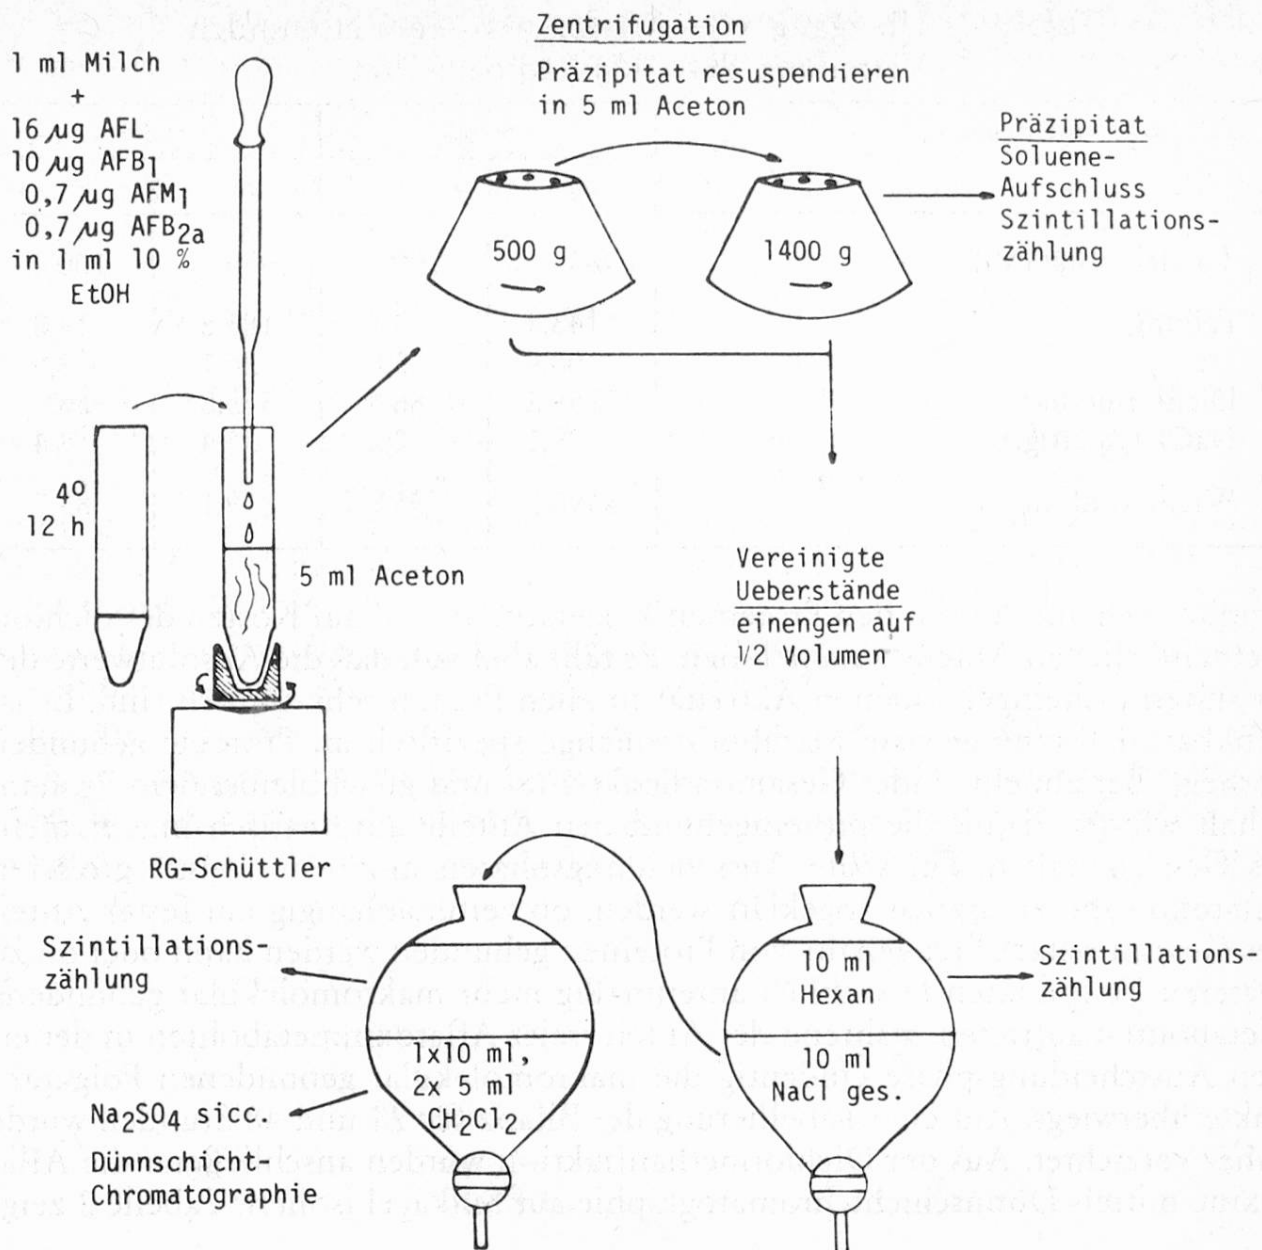 Zentrifugation
Präzipitat resuspendieren
in 5 ml Aceton
1 ml Milch
+
16 µg AFL
10 µg AFB1
0,7 µg AFM1
0,7 µg AFB2a
in 1 ml 10 %
EtOH
Präzipitat
Soluene-
Aufschluss
Szintillations-
zählung
500 g
1400 g
4º
12 h
5 ml Aceton
RG-Schüttler
Vereinigte
Ueberstände
einengen auf
1/2 Volumen
10 ml
Hexan
10 ml
NaCl ges.
Szintillations-
zählung
Szintillations-
zählung
1x10 ml,
2x 5 ml
CH2Cl2
Na2SO4 sicc.
Dünnschicht-
Chromatographie